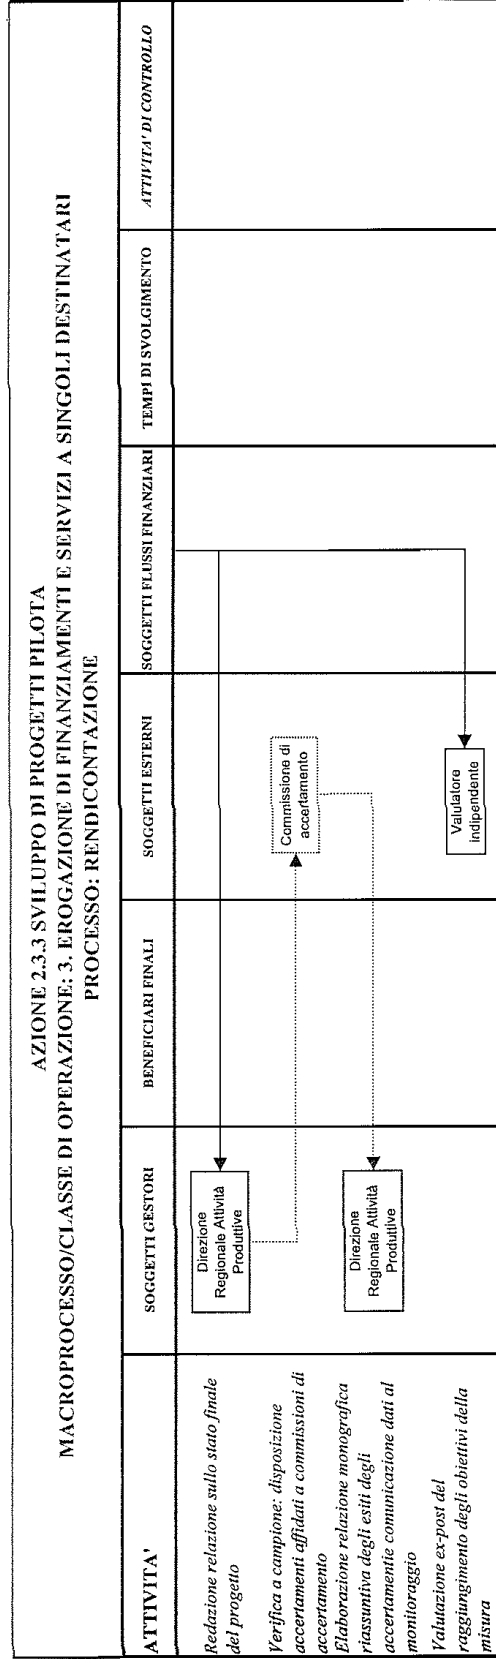 AZIONE 2.3.3 SVILUPPO DI PROGETTI PILOTA
MACROPROCESSO/CLASSE DI OPERAZIONE: 3. EROGAZIONE DI FINANZIAMENTI E SERVIZI A SINGOLI DESTINATARI
PROCESSO: RENDICONTAZIONE
ATTIVITA'
SOGGETTI GESTORI
BENEFICIARI FINALI
SOGGETTI ESTERNI
SOGGETTI FLUSSI FINANZIARI
TEMPI DI SVOLGIMENTO
ATTIVITA' DI CONTROLLO
Redazione relazione sullo stato finale
del progetto
Direzione
Regionale Attività
Produttive
Verifica a campione: disposizione
accertamenti affidati a commissioni di
accertamento
Commissione di
accertamento
Elaborazione relazione monografica
riassuntiva degli esiti degli
accertamentie comunicazione dati al
monitoraggio
Direzione
Regionale Attività
Produttive
Valutazione ex-post del
raggiungimento degli obiettivi della
misura
Valutatore
indipendente